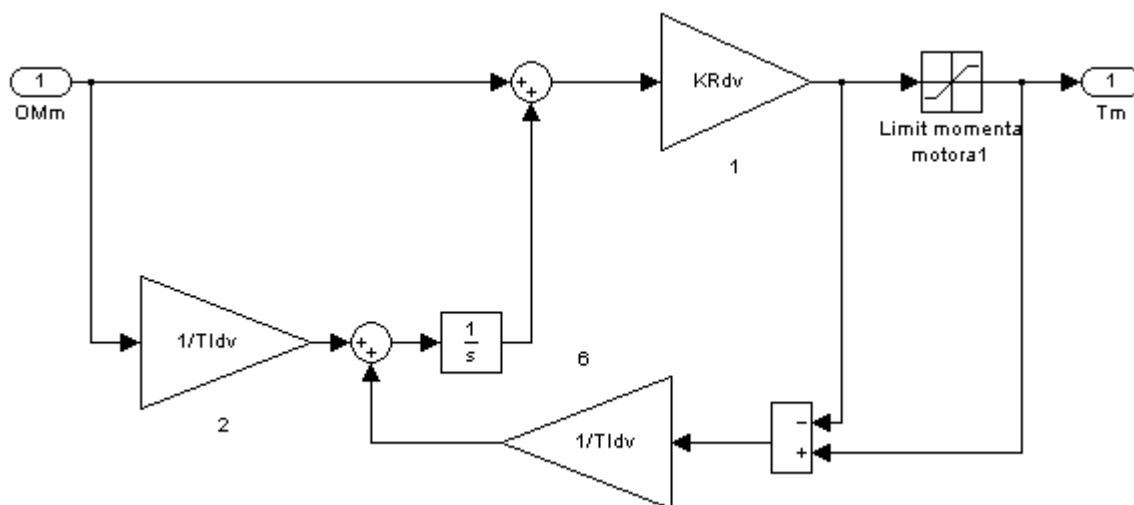 1
OMm
+
+
KRdv
1
Limit momenta
motora1
1
Tm
1/TIdv
2
+
+
1
s
6
1/TIdv
−
+